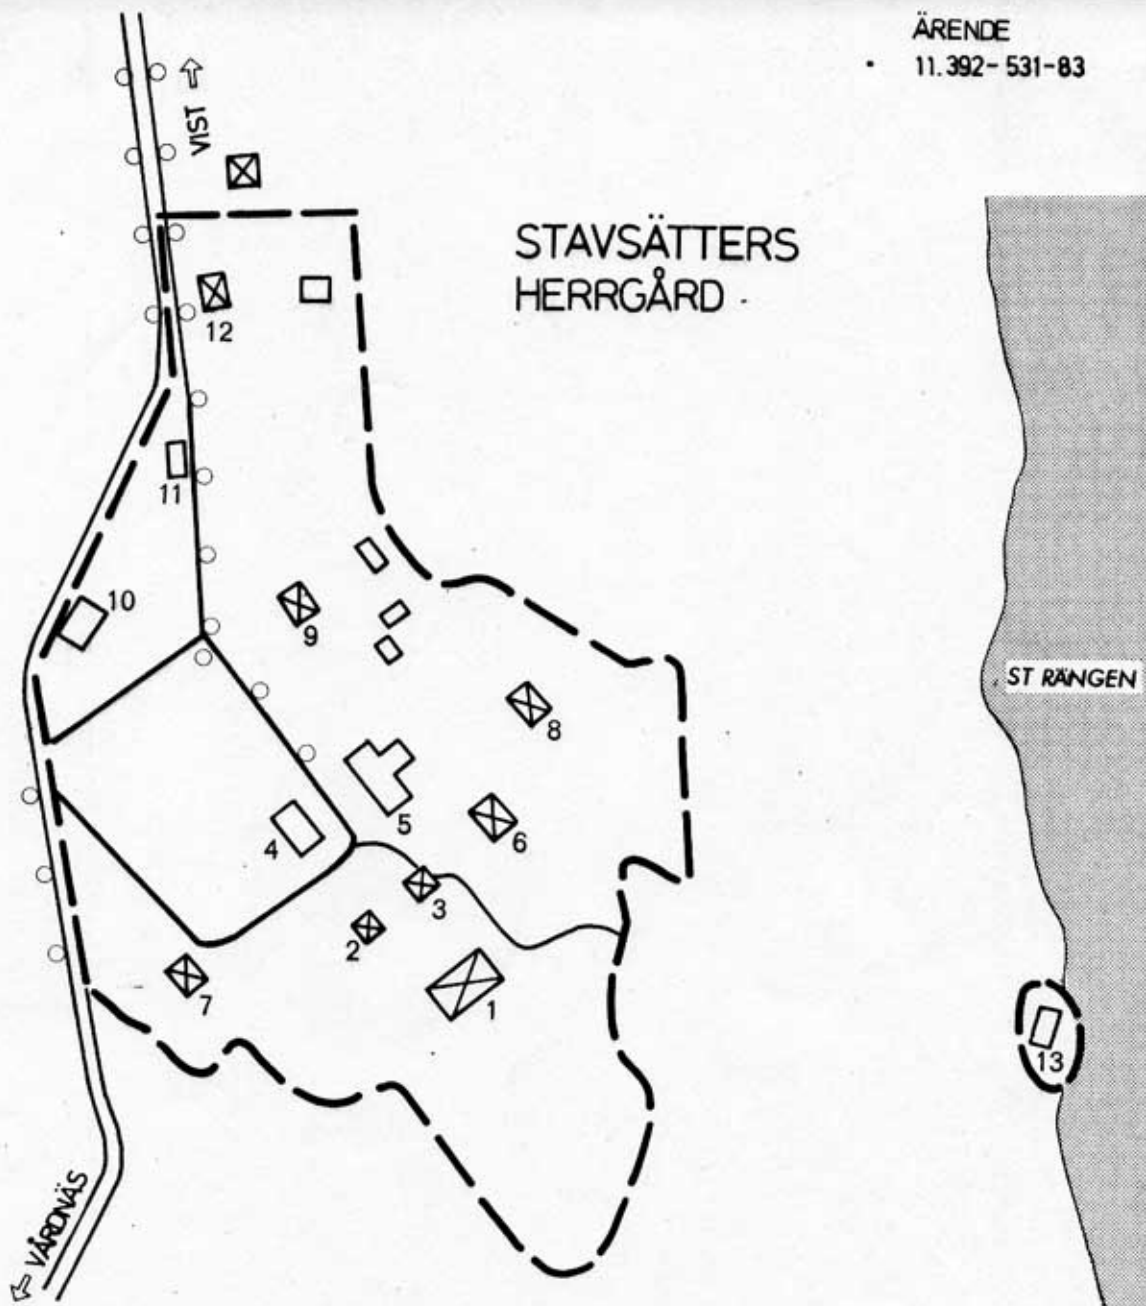 ÄRENDE
11.392-531-83
VIST
STAVSÄTTERS
HERRGÅRD
12
11
10
9
8
ST RÄNGEN
5
6
4
3
2
7
1
13
VÅRDNÄS